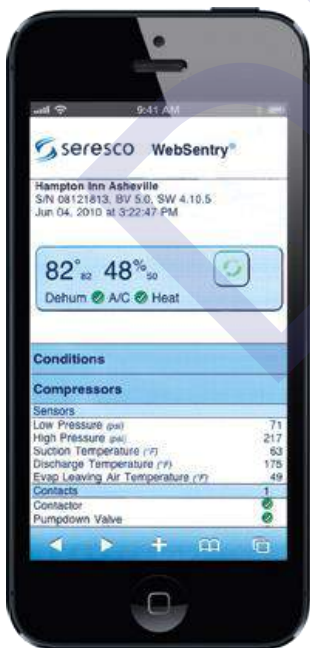 9:41 AM
seresco WebSentry®
Hampton Inn Asheville
S/N 08121813, BV 5.0, SW 4.10.5
Jun 04, 2010 at 3:22:47 PM
82° 82 48% 50
Dehum A/C Heat
Conditions
Compressors
Sensors
Low Pressure (psi) 71
High Pressure (psi) 217
Suction Temperature (°F) 63
Discharge Temperature (°F) 175
Evap Leaving Air Temperature (°F) 49
Contacts 1
Contactor
Pumpdown Valve